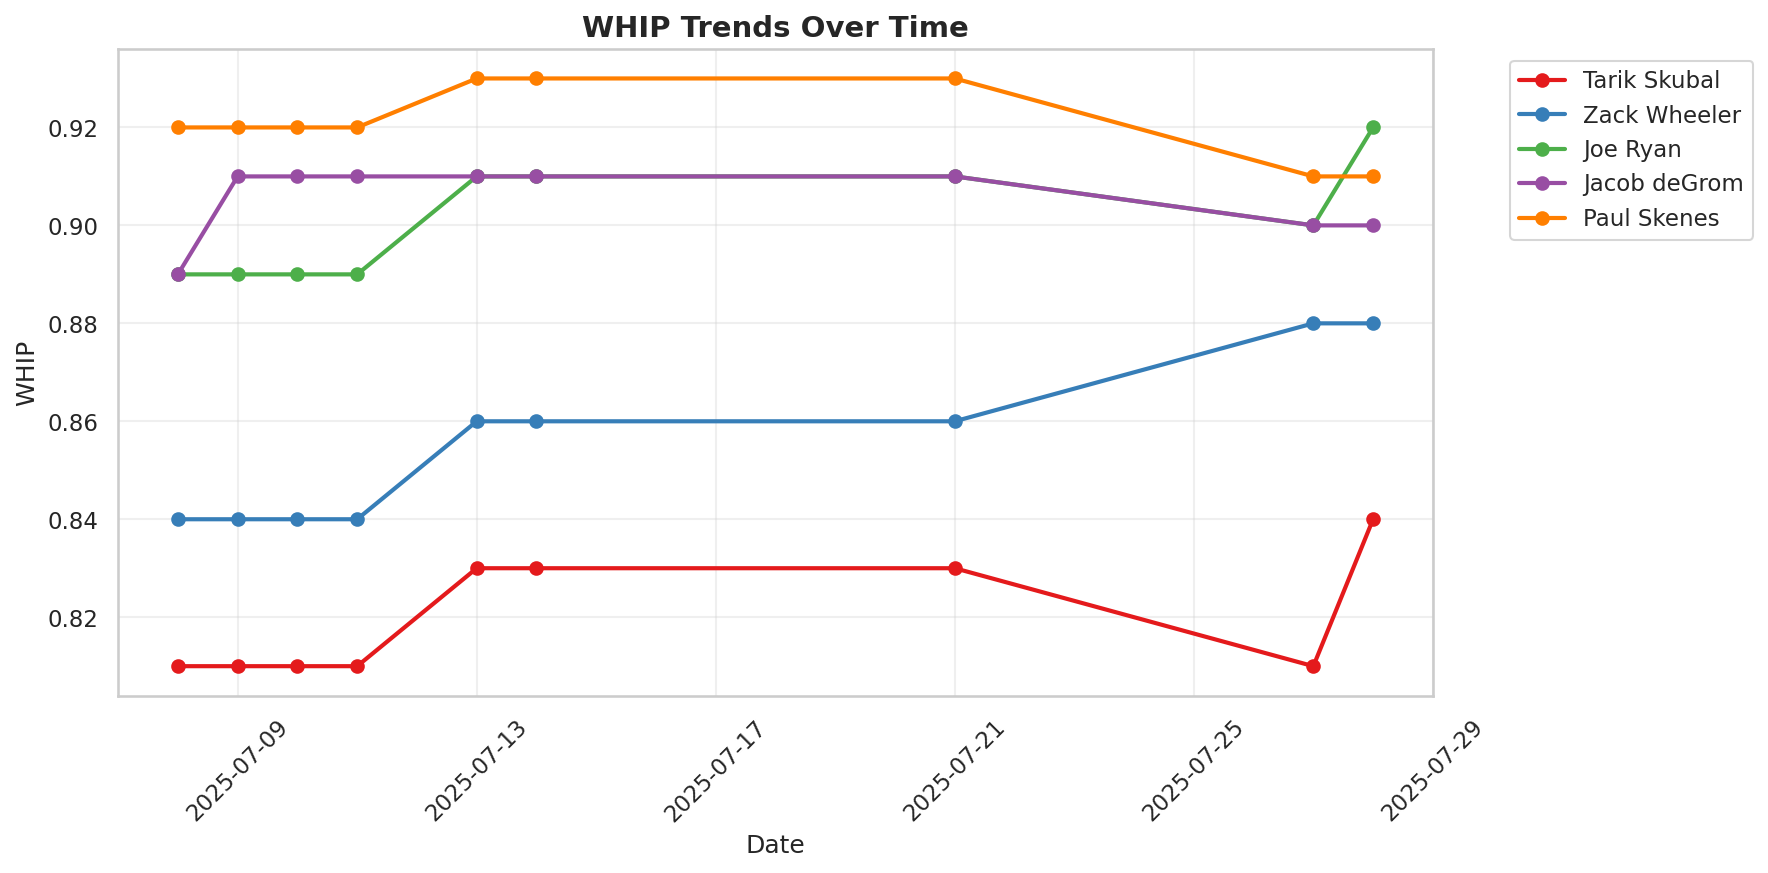 WHIP Trends Over Time
Tarik Skubal
Zack Wheeler
Joe Ryan
Jacob deGrom
Paul Skenes
WHIP
0.92
0.90
0.88
0.86
0.84
0.82
2025-07-09
2025-07-13
2025-07-17
2025-07-21
2025-07-25
2025-07-29
Date